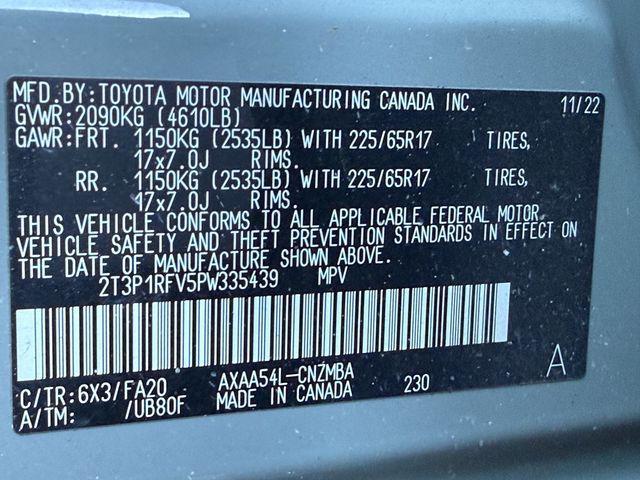 MFD.BY:TOYOTA MOTOR MANUFACTURING CANADA INC. 11/22
GVWR:2090KG (4610LB)
GAWR:FRT. 1150KG (2535LB) WITH 225/65R17 TIRES,
17x7.0J RIMS.
RR. 1150KG (2535LB) WITH 225/65R17 TIRES,
17x7.0J RIMS.
THIS VEHICLE CONFORMS TO ALL APPLICABLE FEDERAL MOTOR
VEHICLE SAFETY AND THEFT PREVENTION STANDARDS IN EFFECT ON
THE DATE OF MANUFACTURE SHOWN ABOVE.
2T3P1RFV5PW335439 MPV
A
C/TR:6X3/FA20 AXAA54L-CNZMBA 230
A/TM: /UB80F MADE IN CANADA